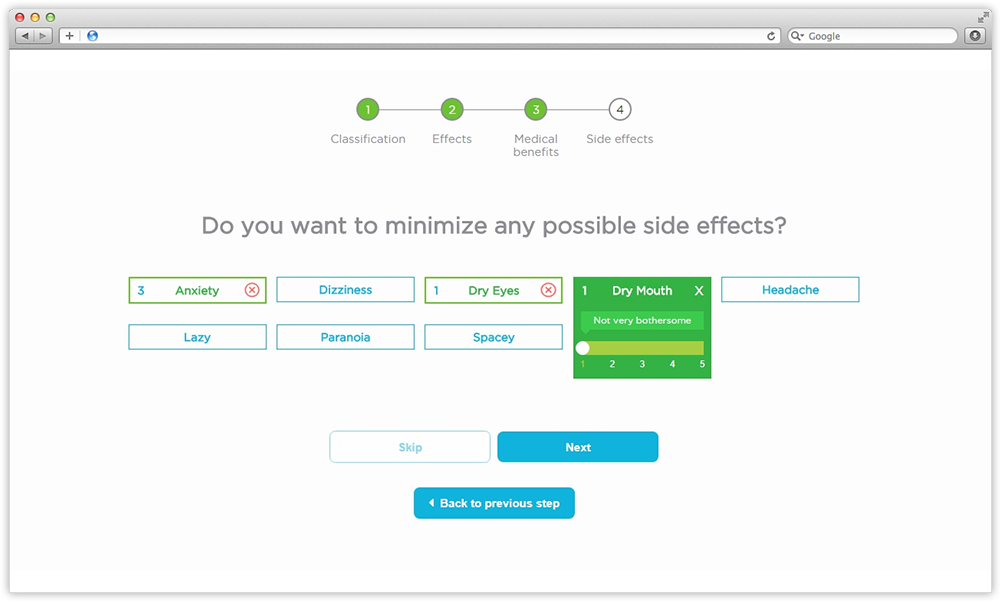 Google
1 2 3 4
Classification Effects Medical Side effects
benefits
Do you want to minimize any possible side effects?
3 Anxiety Dizziness 1 Dry Eyes 1 Dry Mouth X Headache
Not very bothersome
Lazy Paranoia Spacey
1 2 3 4 5
Skip Next
Back to previous step